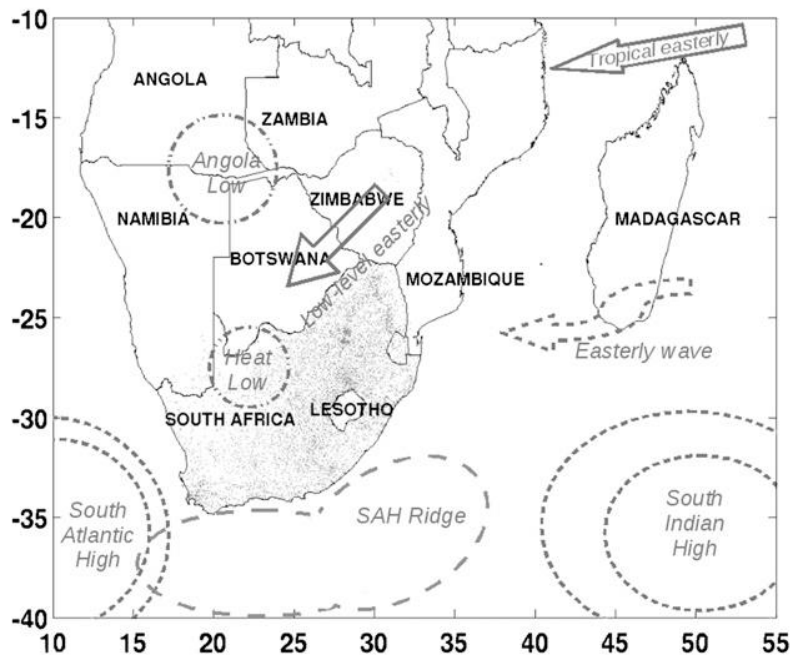 -10
Tropical easterly
ANGOLA
ZAMBIA
-15
Angola
Low
ZIMBABWE
NAMIBIA
MADAGASCAR
-20
BOTSWANA
Low-level easterly
MOZAMBIQUE
-25
Easterly wave
Heat
Low
SOUTH AFRICA
LESOTHO
-30
South
Atlantic
High
SAH Ridge
South
Indian
High
-35
-40
10 15 20 25 30 35 40 45 50 55